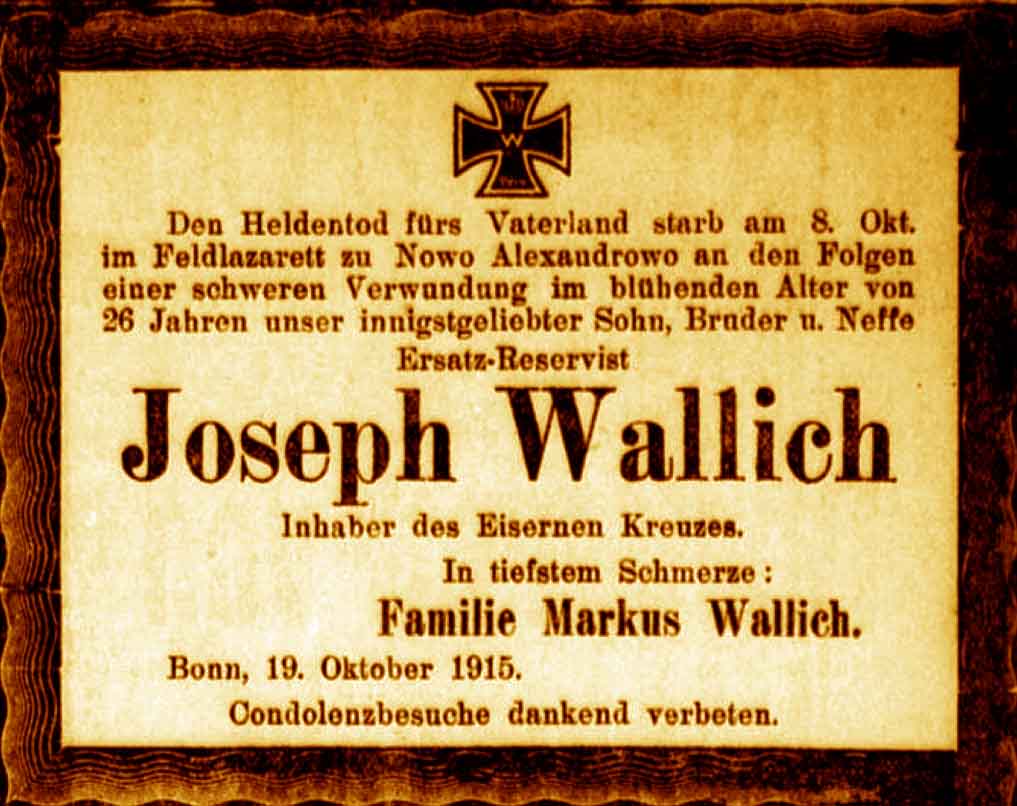 W
Den Heldentod fürs Vaterland starb am 8. Okt.
im Feldlazarett zu Nowo Alexandrowo an den Folgen
einer schweren Verwundung im blühenden Alter von
26 Jahren unser innigstgeliebter Sohn, Bruder u. Neffe
Ersatz-Reservist
Joseph Wallich
Inhaber des Eisernen Kreuzes.
In tiefstem Schmerze:
Familie Markus Wallich.
Bonn, 19. Oktober 1915.
Condolenzbesuche dankend verbeten.